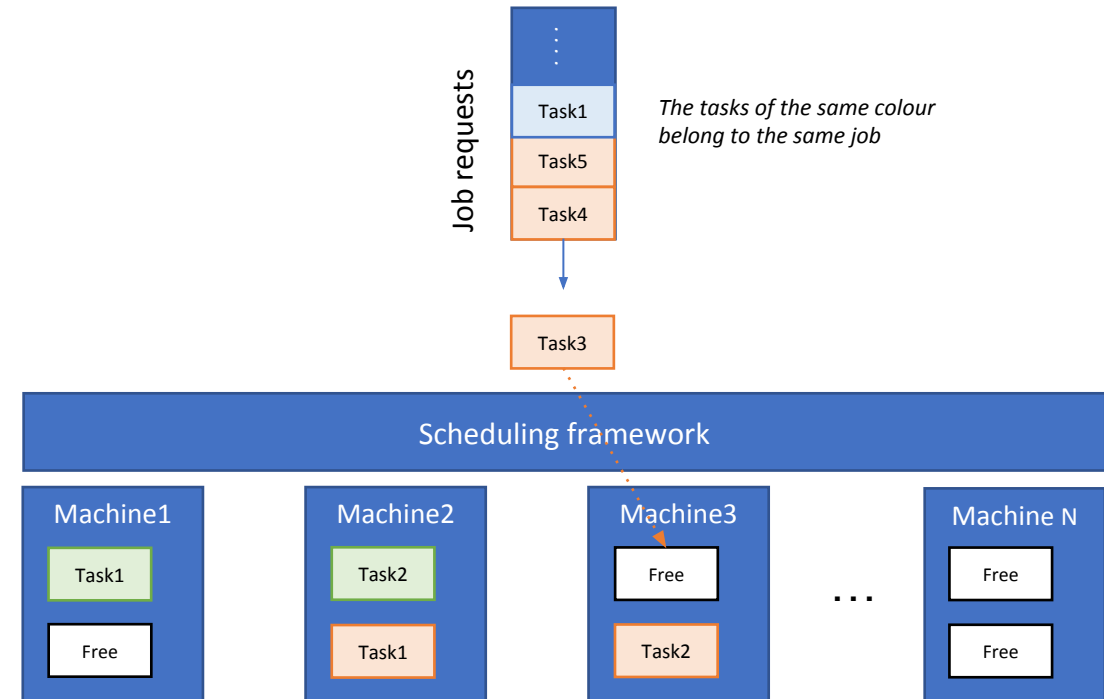 Job requests
Task1
Task5
Task4
The tasks of the same colour
belong to the same job
Task3
Scheduling framework
Machine1
Task1
Free
Machine2
Task2
Task1
Machine3
Free
Task2
...
Machine N
Free
Free